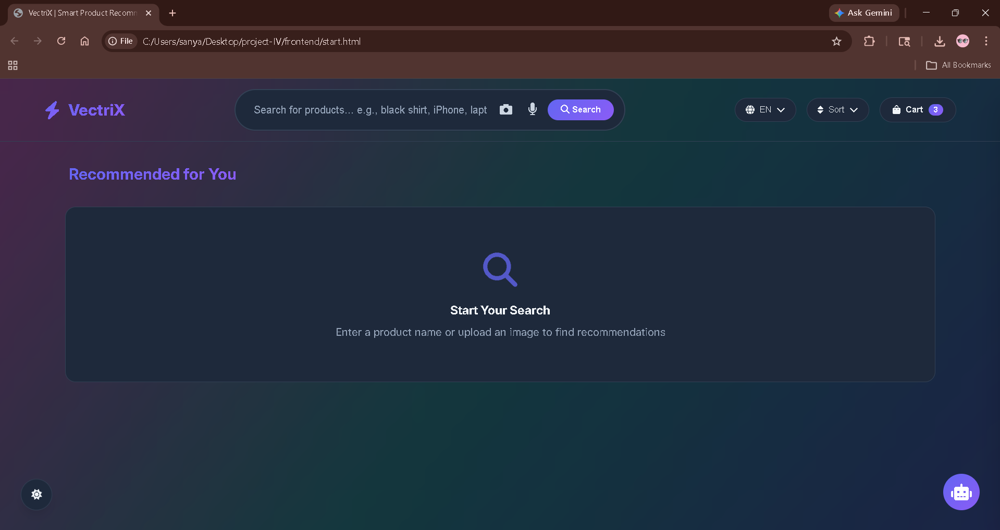 VectriX | Smart Product Recomm
Ask Gemini
File
C:/Users/sanya/Desktop/project-IV/frontend/start.html
All Bookmarks
VectriX
Search for products... e.g., black shirt, iPhone, lapt
Search
EN
Sort
Cart 3
Recommended for You
Start Your Search
Enter a product name or upload an image to find recommendations